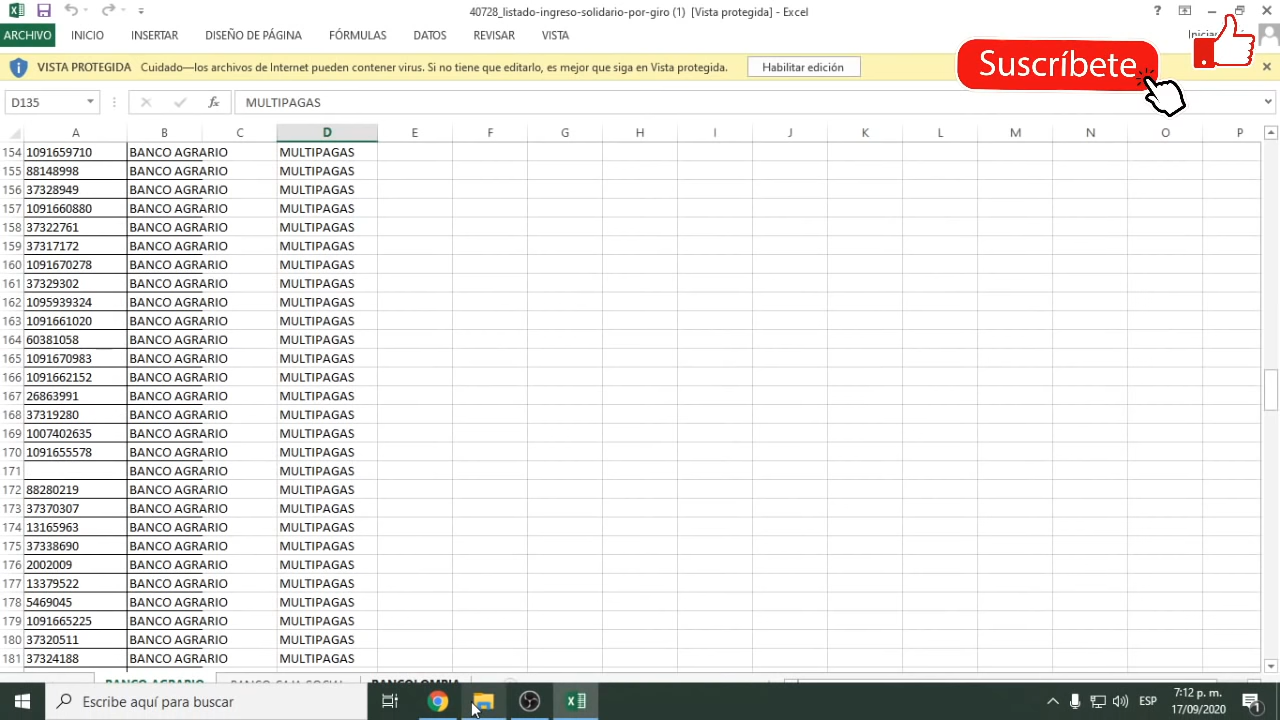 40728_listado-ingreso-solidario-por-giro (1) [Vista protegida] - Excel
ARCHIVO INICIO INSERTAR DISEÑO DE PÁGINA FÓRMULAS DATOS REVISAR VISTA
Suscríbete
VISTA PROTEGIDA Cuidado—los archivos de Internet pueden contener virus. Si no tiene que editarlo, es mejor que siga en Vista protegida. Habilitar edición
D135 fx MULTIPAGAS
A B C D E F G H I J K L M N O P
154 1091659710 BANCO AGRARIO MULTIPAGAS
155 88148998 BANCO AGRARIO MULTIPAGAS
156 37328949 BANCO AGRARIO MULTIPAGAS
157 1091660880 BANCO AGRARIO MULTIPAGAS
158 37322761 BANCO AGRARIO MULTIPAGAS
159 37317172 BANCO AGRARIO MULTIPAGAS
160 1091670278 BANCO AGRARIO MULTIPAGAS
161 37329302 BANCO AGRARIO MULTIPAGAS
162 1095939324 BANCO AGRARIO MULTIPAGAS
163 1091661020 BANCO AGRARIO MULTIPAGAS
164 60381058 BANCO AGRARIO MULTIPAGAS
165 1091670983 BANCO AGRARIO MULTIPAGAS
166 1091662152 BANCO AGRARIO MULTIPAGAS
167 26863991 BANCO AGRARIO MULTIPAGAS
168 37319280 BANCO AGRARIO MULTIPAGAS
169 1007402635 BANCO AGRARIO MULTIPAGAS
170 1091655578 BANCO AGRARIO MULTIPAGAS
171 BANCO AGRARIO MULTIPAGAS
172 88280219 BANCO AGRARIO MULTIPAGAS
173 37370307 BANCO AGRARIO MULTIPAGAS
174 13165963 BANCO AGRARIO MULTIPAGAS
175 37338690 BANCO AGRARIO MULTIPAGAS
176 2002009 BANCO AGRARIO MULTIPAGAS
177 13379522 BANCO AGRARIO MULTIPAGAS
178 5469045 BANCO AGRARIO MULTIPAGAS
179 1091665225 BANCO AGRARIO MULTIPAGAS
180 37320511 BANCO AGRARIO MULTIPAGAS
181 37324188 BANCO AGRARIO MULTIPAGAS
BANCO AGRARIO BANCO CAJA SOCIAL BANCOLOMBIA
Escribe aquí para buscar
ESP
7:12 p. m.
17/09/2020
1